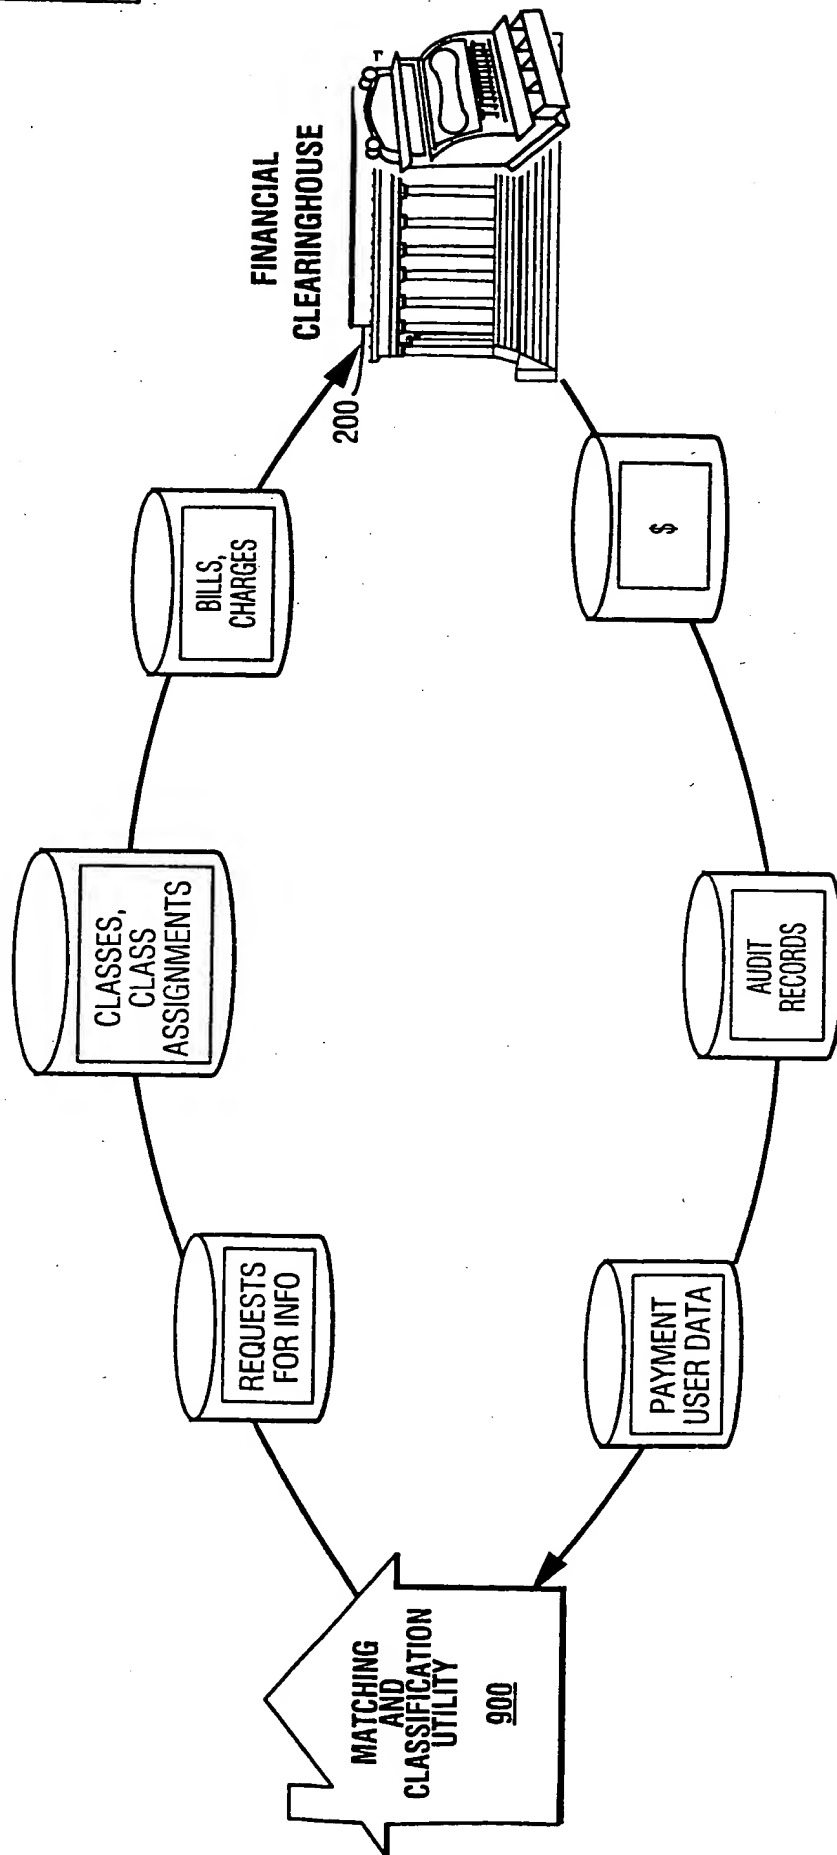 MATCHING
AND
CLASSIFICATION
UTILITY
900
REQUESTS
FOR INFO
CLASSES,
CLASS
ASSIGNMENTS
BILLS,
CHARGES
FINANCIAL
CLEARINGHOUSE
200
$
AUDIT
RECORDS
PAYMENT
USER DATA